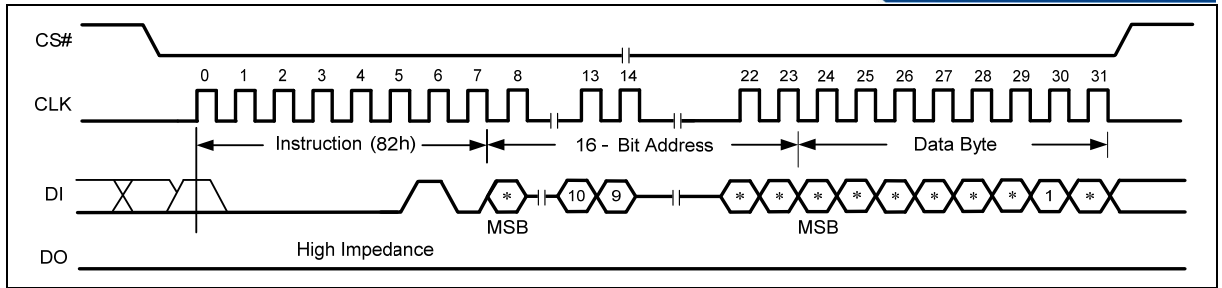 CS#
0 1 2 3 4 5 6 7 8 13 14 22 23 24 25 26 27 28 29 30 31
CLK
Instruction (82h) 16 - Bit Address Data Byte
DI * 10 9 * * * * * * * * 1 *
MSB MSB
High Impedance
DO